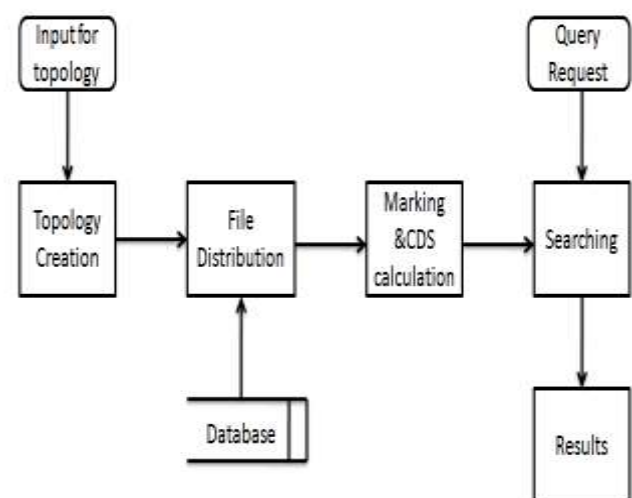 Input for
topology
Query
Request
Topology
Creation
File
Distribution
Marking
&CDS
calculation
Searching
Database
Results